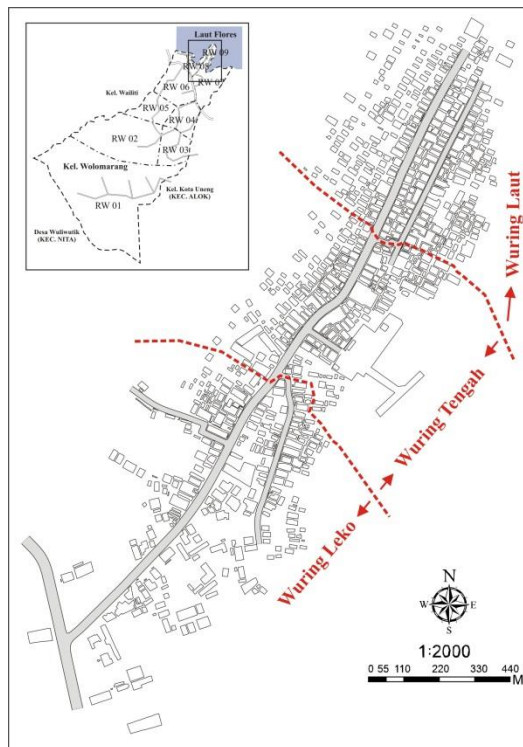 Laut Flores
RW 09
RW 08
RW 0
RW 06
Kel. Wailiti
RW 05
RW 04
RW 02
RW 03
Kel. Wolomarang
Kel. Kota Uneng
(KEC. ALOK)
RW 01
Desa Wuliwutik
(KEC. NITA)
Wuring Laut
Wuring Tengah
Wuring Leko
N
W
E
S
1:2000
0 55 110 220 330 440
M